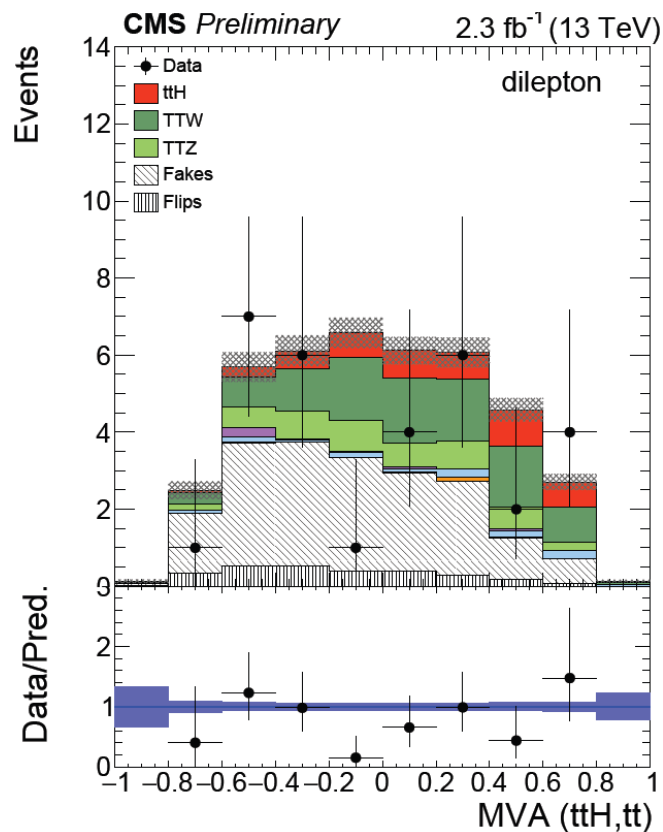 CMS Preliminary 2.3 fb⁻¹ (13 TeV)
Events
14
12
10
8
6
4
2
0
dilepton
Data
ttH
TTW
TTZ
Fakes
Flips
Data/Pred.
3
2
1
0
−1 −0.8 −0.6 −0.4 −0.2 0 0.2 0.4 0.6 0.8 1
MVA (ttH,tt)